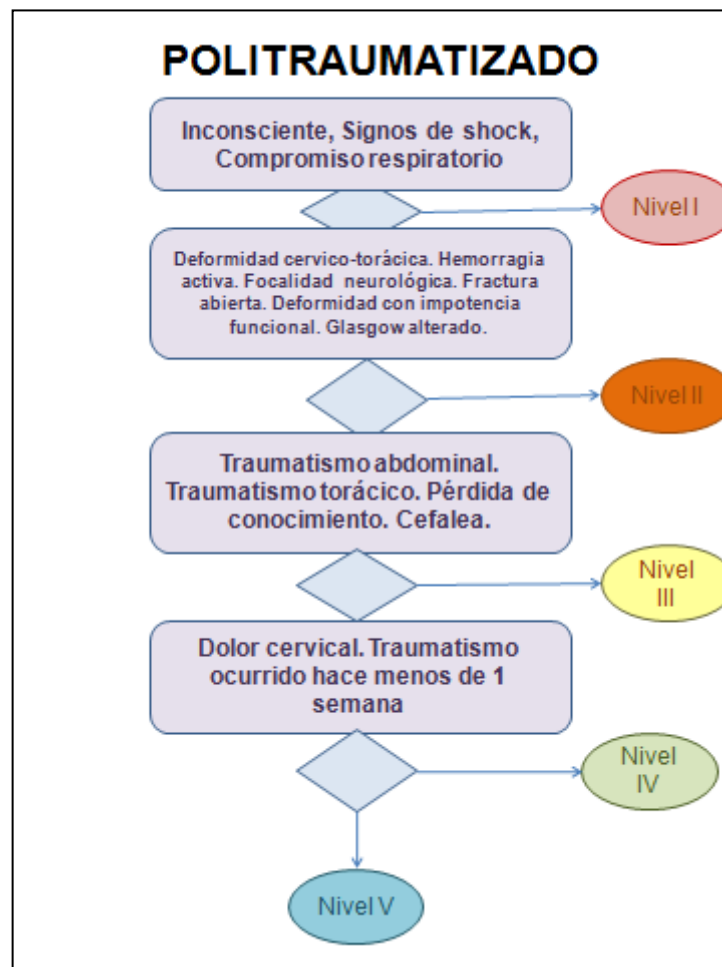 POLITRAUMATIZADO
Inconsciente, Signos de shock,
Compromiso respiratorio
Nivel I
Deformidad cervico-torácica. Hemorragia
activa. Focalidad neurológica. Fractura
abierta. Deformidad con impotencia
funcional. Glasgow alterado.
Nivel II
Traumatismo abdominal.
Traumatismo torácico. Pérdida de
conocimiento. Cefalea.
Nivel
III
Dolor cervical. Traumatismo
ocurrido hace menos de 1
semana
Nivel
IV
Nivel V